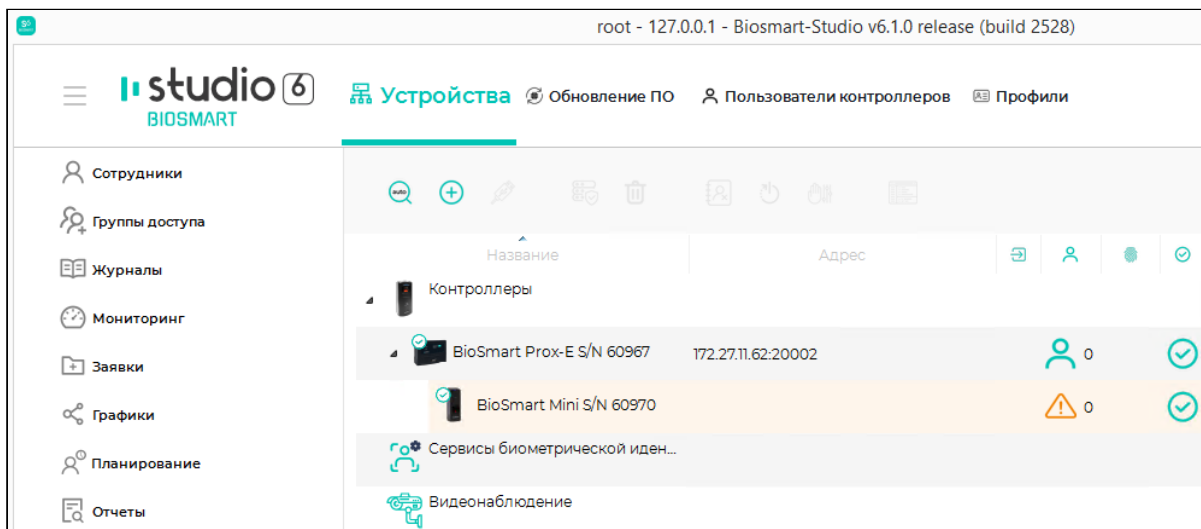 root - 127.0.0.1 - Biosmart-Studio v6.1.0 release (build 2528)
studio 6
BIOSMART
Устройства Обновление ПО Пользователи контроллеров Профили
Сотрудники
Группы доступа
Журналы
Мониторинг
Заявки
Графики
Планирование
Отчеты
auto
Название Адрес
Контроллеры
BioSmart Prox-E S/N 60967 172.27.11.62:20002 0
BioSmart Mini S/N 60970 0
Сервисы биометрической иден...
Видеонаблюдение